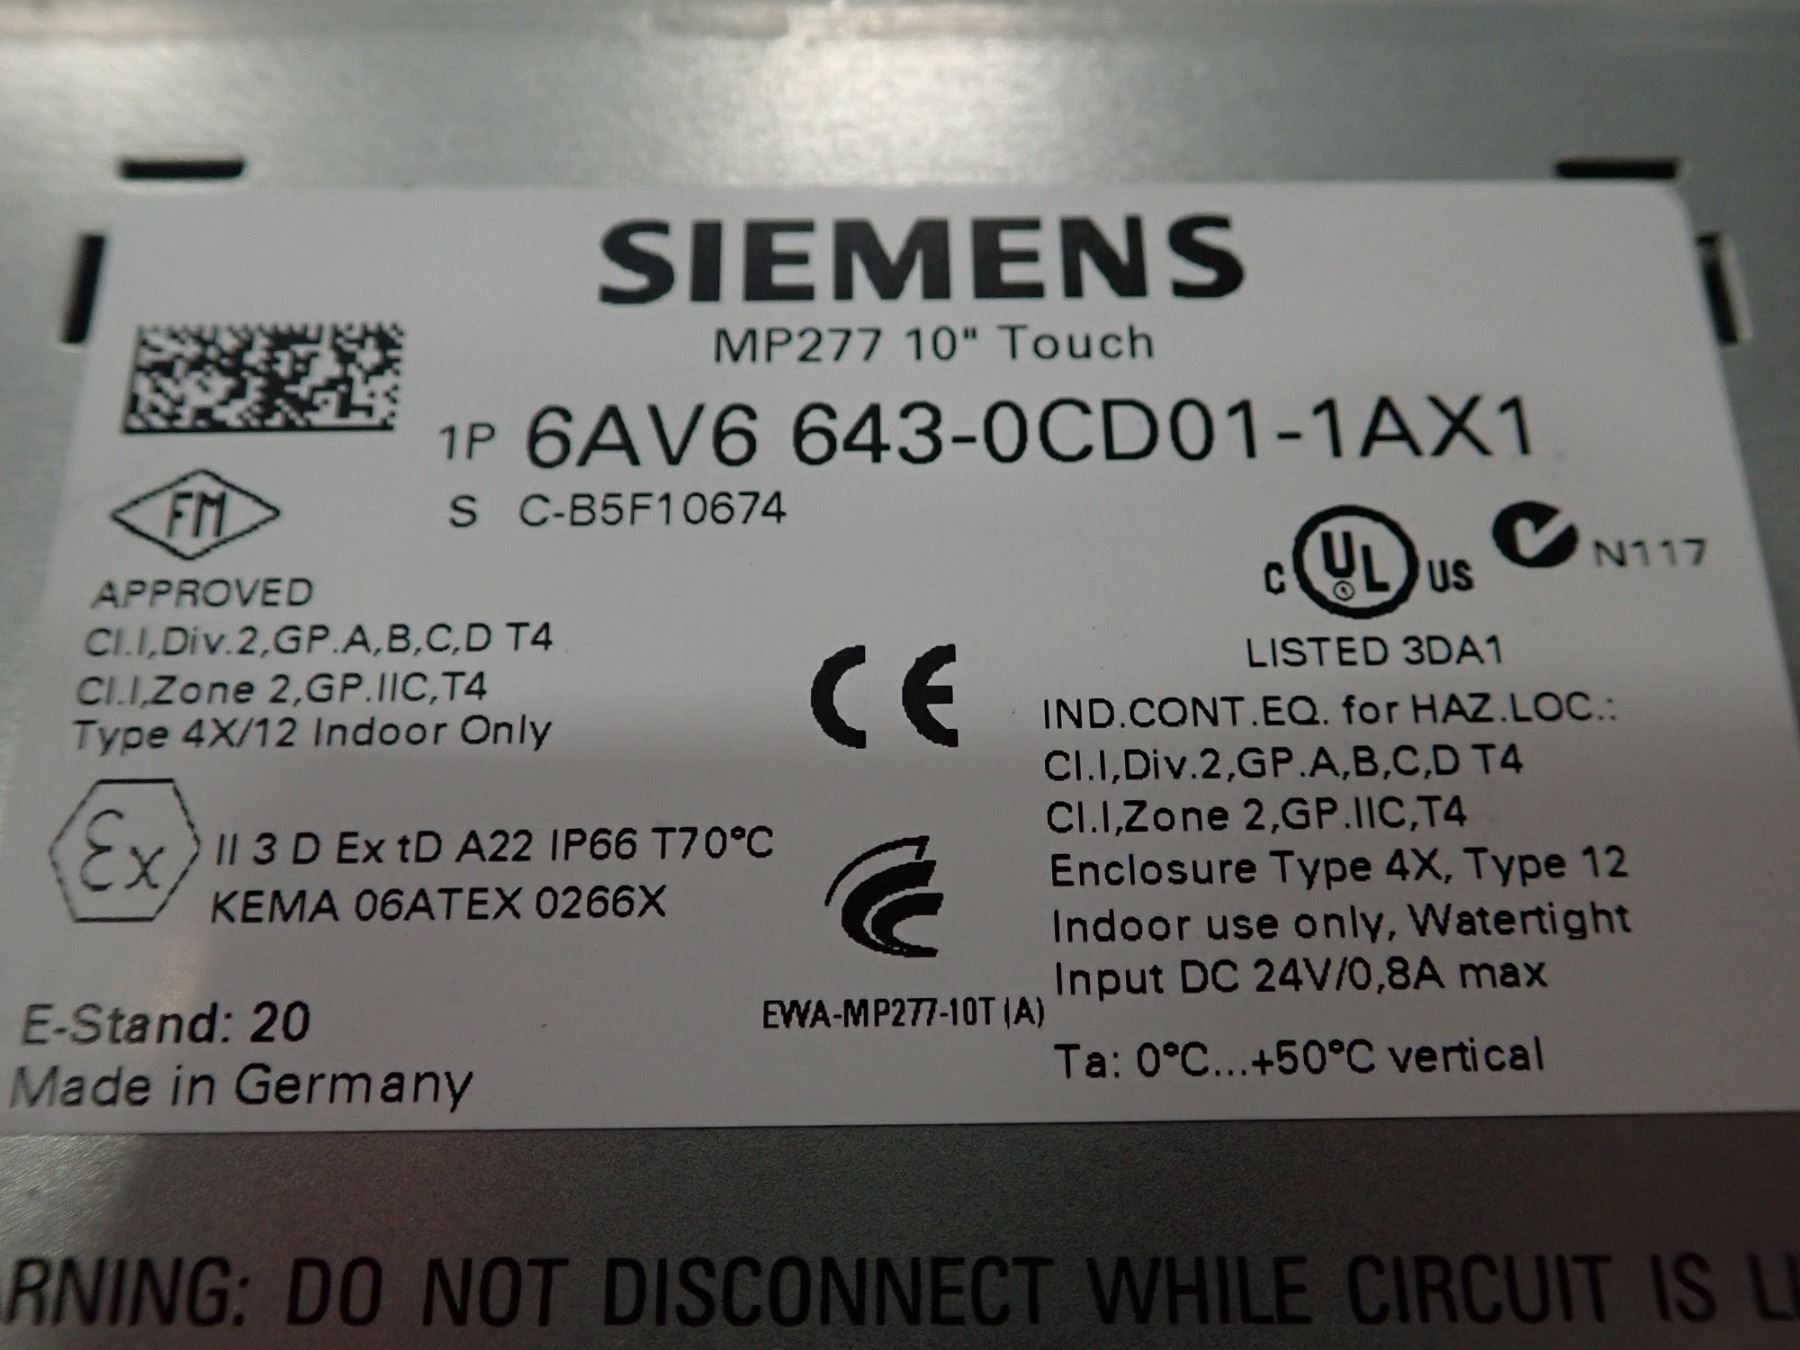 SIEMENS
MP277 10" Touch
1P 6AV6 643-0CD01-1AX1
S C-B5F10674
FM
APPROVED
Cl.I,Div.2,GP.A,B,C,D T4
Cl.I,Zone 2,GP.IIC,T4
Type 4X/12 Indoor Only
C UL US
N117
LISTED 3DA1
CE
IND.CONT.EQ. for HAZ.LOC.:
Cl.I,Div.2,GP.A,B,C,D T4
Cl.I,Zone 2,GP.IIC,T4
Enclosure Type 4X, Type 12
Indoor use only, Watertight
Input DC 24V/0,8A max
Ta: 0°C...+50°C vertical
Ex
II 3 D Ex tD A22 IP66 T70°C
KEMA 06ATEX 0266X
EWA-MP277-10T (A)
E-Stand: 20
Made in Germany
RNING: DO NOT DISCONNECT WHILE CIRCUIT IS LI